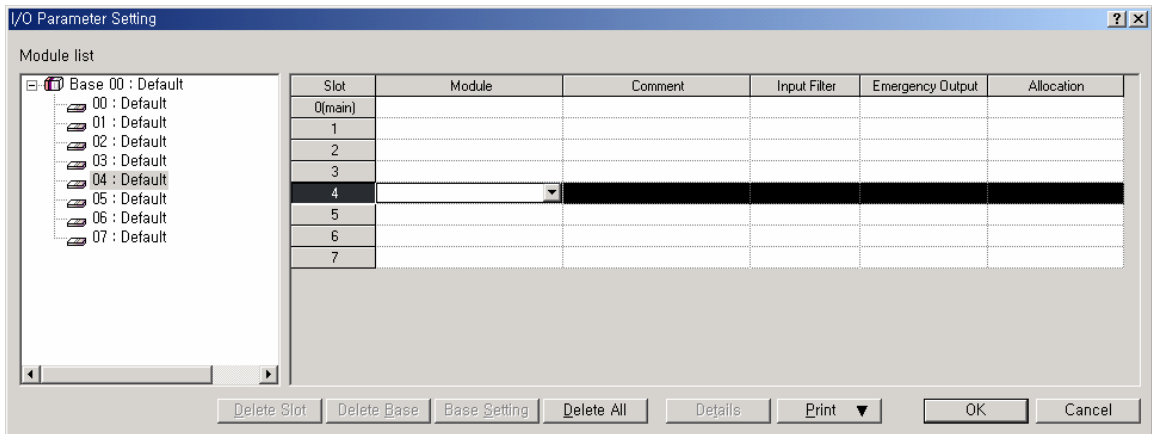 I/O Parameter Setting
Module list
Base 00 : Default
00 : Default
01 : Default
02 : Default
03 : Default
04 : Default
05 : Default
06 : Default
07 : Default
Slot Module Comment Input Filter Emergency Output Allocation
0(main)
1
2
3
4
5
6
7
Delete Slot Delete Base Base Setting Delete All Details Print ▼ OK Cancel